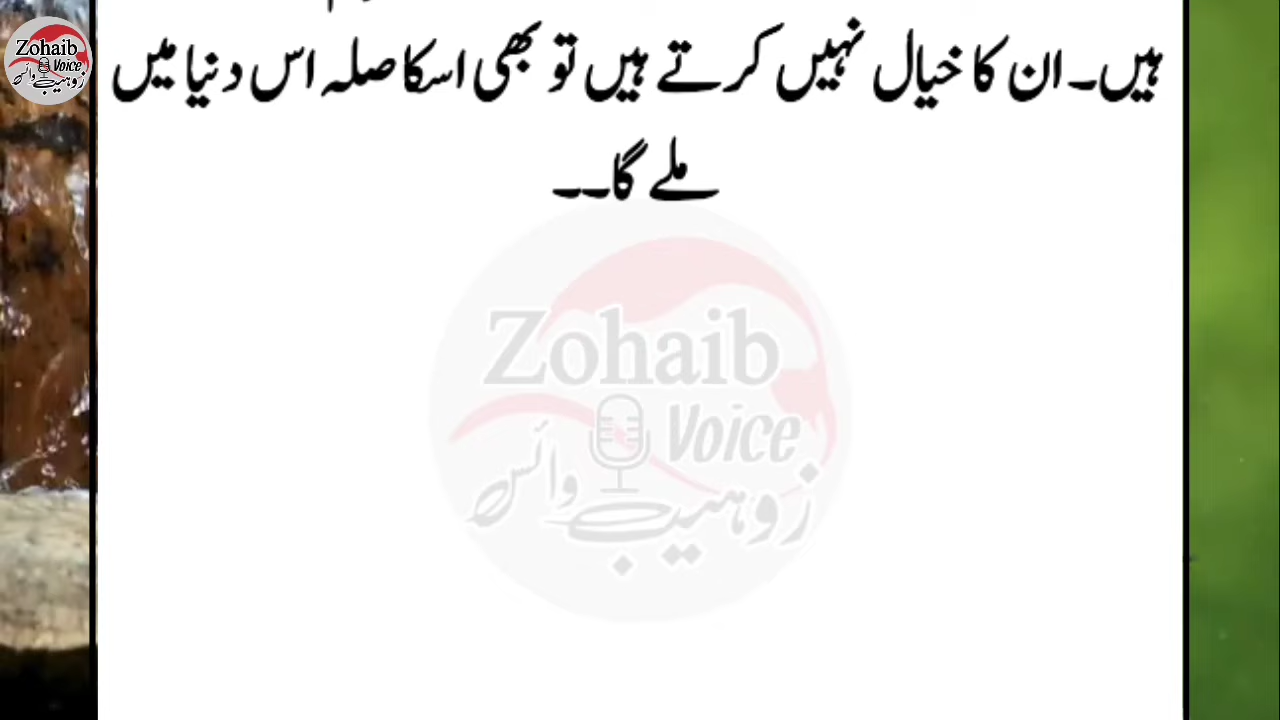 Zohaib
Voice
زوہیب وائس
ہیں۔ ان کا خیال نہیں کرتے ہیں تو بھی اسکا صلہ اس دنیا میں
ملے گا۔۔
Zohaib
Voice
زوہیب وائس